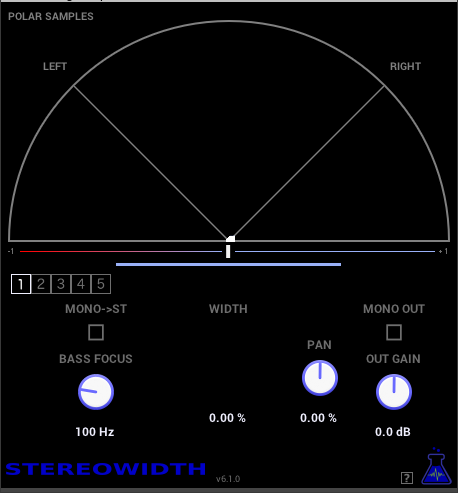 POLAR SAMPLES
LEFT
RIGHT
-1
+1
1 2 3 4 5
MONO->ST
WIDTH
MONO OUT
PAN
BASS FOCUS
OUT GAIN
0.00 %
0.00 %
100 Hz
0.0 dB
STEREOWIDTH
v6.1.0
?